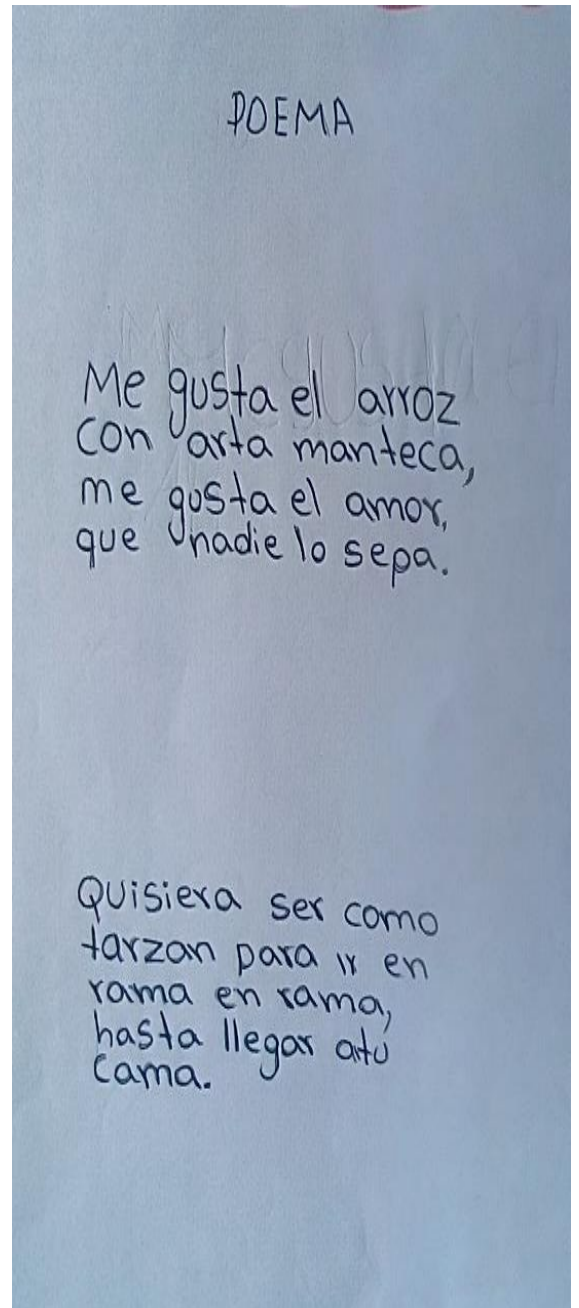 POEMA
Me gusta el arroz
con arta manteca,
me gusta el amor,
que nadie lo sepa.
Quisiera ser como
tarzan para ir en
rama en rama,
hasta llegar atu
cama.